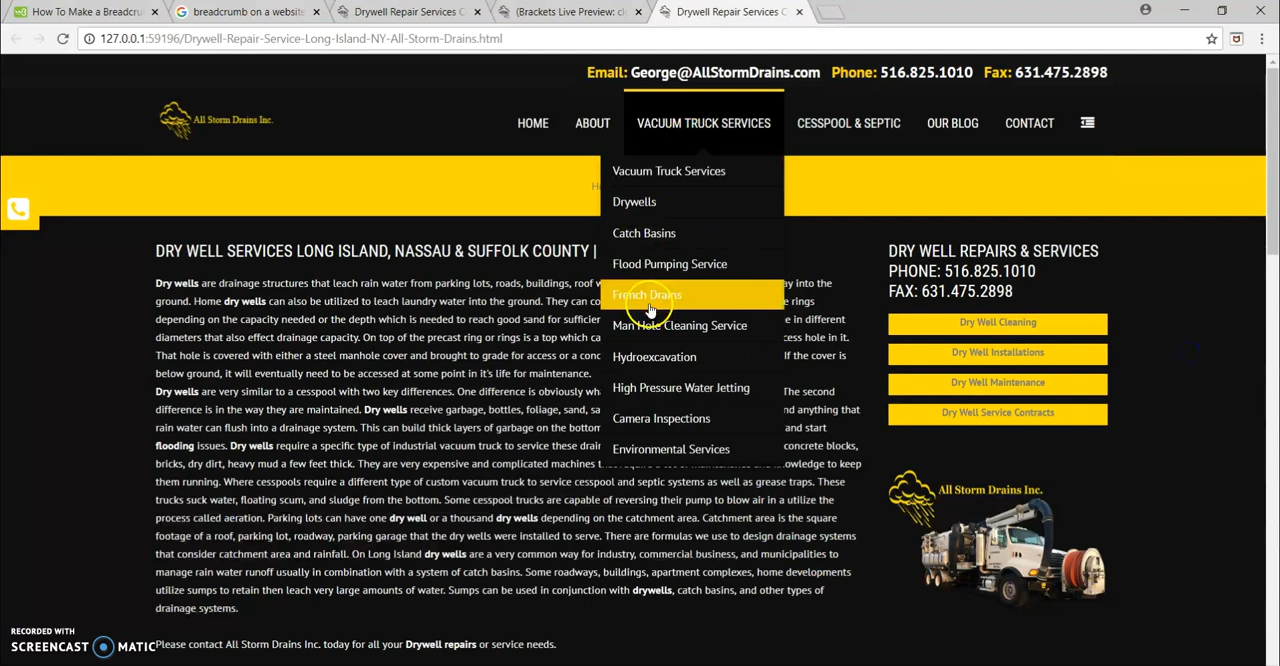 How To Make a Breadcru
breadcrumb on a website
Drywell Repair Services C
(Brackets Live Preview: cl
Drywell Repair Services C
127.0.0.1:59196/Drywell-Repair-Service-Long-Island-NY-All-Storm-Drains.html
Email: George@AllStormDrains.com Phone: 516.825.1010 Fax: 631.475.2898
All Storm Drains Inc.
HOME ABOUT VACUUM TRUCK SERVICES CESSPOOL & SEPTIC OUR BLOG CONTACT
Vacuum Truck Services
Drywells
Catch Basins
Flood Pumping Service
French Drains
Man Hole Cleaning Service
Hydroexcavation
High Pressure Water Jetting
Camera Inspections
Environmental Services
DRY WELL SERVICES LONG ISLAND, NASSAU & SUFFOLK COUNTY |
Dry wells are drainage structures that leach rain water from parking lots, roads, buildings, roof w ay into the
ground. Home dry wells can also be utilized to leach laundry water into the ground. They can co e rings
depending on the capacity needed or the depth which is needed to reach good sand for sufficien e in different
diameters that also effect drainage capacity. On top of the precast ring or rings is a top which ca cess hole in it.
That hole is covered with either a steel manhole cover and brought to grade for access or a conc If the cover is
below ground, it will eventually need to be accessed at some point in it's life for maintenance.
Dry wells are very similar to a cesspool with two key differences. One difference is obviously wha The second
difference is in the way they are maintained. Dry wells receive garbage, bottles, foliage, sand, sa nd anything that
rain water can flush into a drainage system. This can build thick layers of garbage on the bottom and start
flooding issues. Dry wells require a specific type of industrial vacuum truck to service these drain concrete blocks,
bricks, dry dirt, heavy mud a few feet thick. They are very expensive and complicated machines t knowledge to keep
them running. Where cesspools require a different type of custom vacuum truck to service cesspool and septic systems as well as grease traps. These
trucks suck water, floating scum, and sludge from the bottom. Some cesspool trucks are capable of reversing their pump to blow air in a utilize the
process called aeration. Parking lots can have one dry well or a thousand dry wells depending on the catchment area. Catchment area is the square
footage of a roof, parking lot, roadway, parking garage that the dry wells were installed to serve. There are formulas we use to design drainage systems
that consider catchment area and rainfall. On Long Island dry wells are a very common way for industry, commercial business, and municipalities to
manage rain water runoff usually in combination with a system of catch basins. Some roadways, buildings, apartment complexes, home developments
utilize sumps to retain then leach very large amounts of water. Sumps can be used in conjunction with drywells, catch basins, and other types of
drainage systems.
Please contact All Storm Drains Inc. today for all your Drywell repairs or service needs.
DRY WELL REPAIRS & SERVICES
PHONE: 516.825.1010
FAX: 631.475.2898
Dry Well Cleaning
Dry Well Installations
Dry Well Maintenance
Dry Well Service Contracts
All Storm Drains Inc.
RECORDED WITH
SCREENCAST MATIC